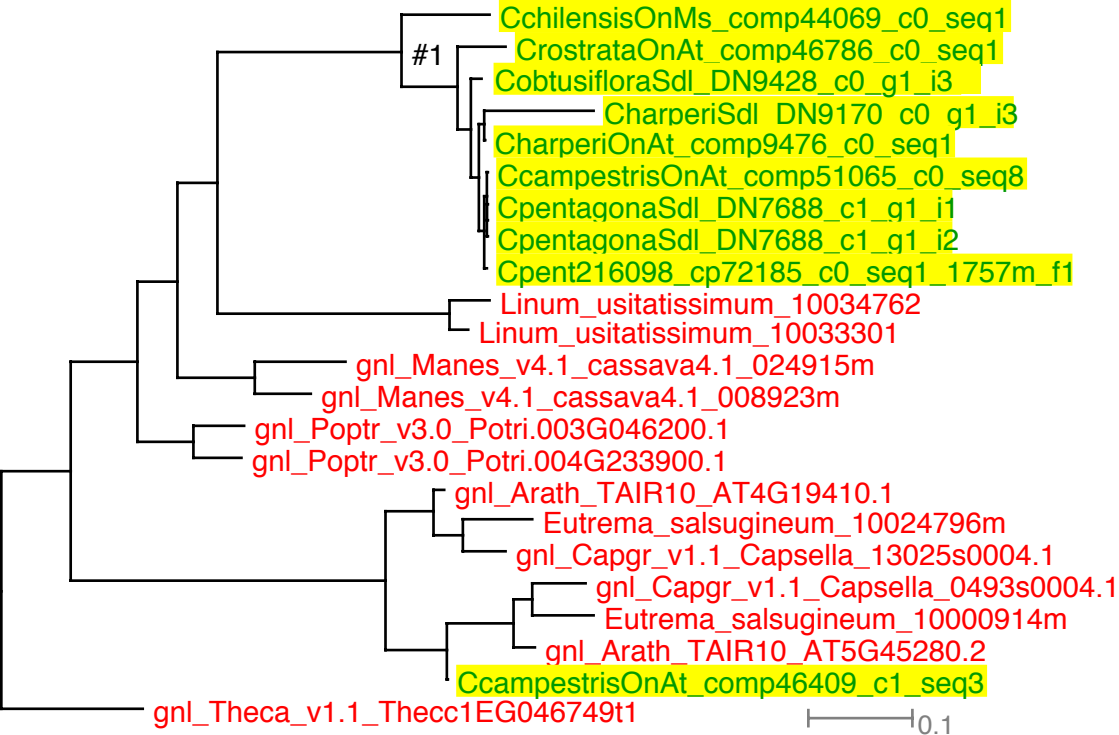 CchilensisOnMs_comp44069_c0_seq1
#1
CrostrataOnAt_comp46786_c0_seq1
CobtusifloraSdl_DN9428_c0_g1_i3
CharperiSdl_DN9170_c0_g1_i3
CharperiOnAt_comp9476_c0_seq1
CcampestrisOnAt_comp51065_c0_seq8
CpentagonaSdl_DN7688_c1_g1_i1
CpentagonaSdl_DN7688_c1_g1_i2
Cpent216098_cp72185_c0_seq1_1757m_f1
Linum_usitatissimum_10034762
Linum_usitatissimum_10033301
gnl_Manes_v4.1_cassava4.1_024915m
gnl_Manes_v4.1_cassava4.1_008923m
gnl_Poptr_v3.0_Potri.003G046200.1
gnl_Poptr_v3.0_Potri.004G233900.1
gnl_Arath_TAIR10_AT4G19410.1
Eutrema_salsugineum_10024796m
gnl_Capgr_v1.1_Capsella_13025s0004.1
gnl_Capgr_v1.1_Capsella_0493s0004.1
Eutrema_salsugineum_10000914m
gnl_Arath_TAIR10_AT5G45280.2
CcampestrisOnAt_comp46409_c1_seq3
gnl_Theca_v1.1_Thecc1EG046749t1
0.1